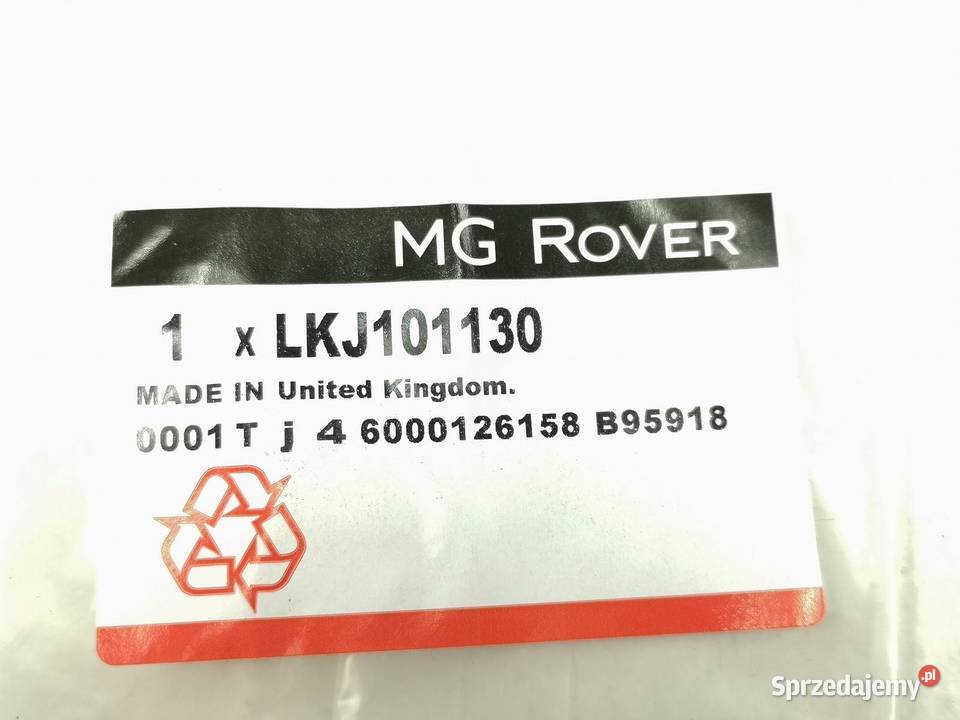 MG ROVER
1 x LKJ101130
MADE IN United Kingdom.
0001 T j 4 6000126158 B95918
Sprzedajemy.pl